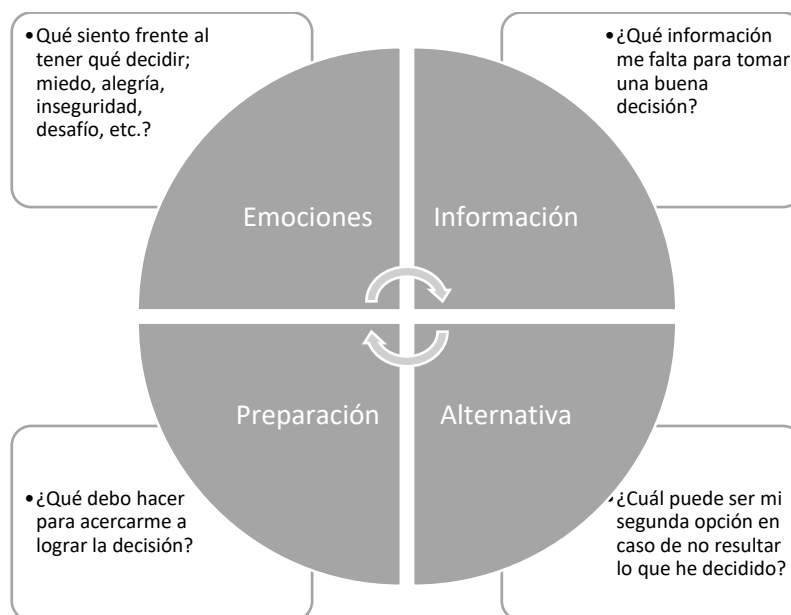 •Qué siento frente al
tener qué decidir;
miedo, alegría,
inseguridad,
desafío, etc.?
•¿Qué información
me falta para tomar
una buena
decisión?
Emociones
Información
Preparación
Alternativa
•¿Qué debo hacer
para acercarme a
lograr la decisión?
•¿Cuál puede ser mi
segunda opción en
caso de no resultar
lo que he decidido?